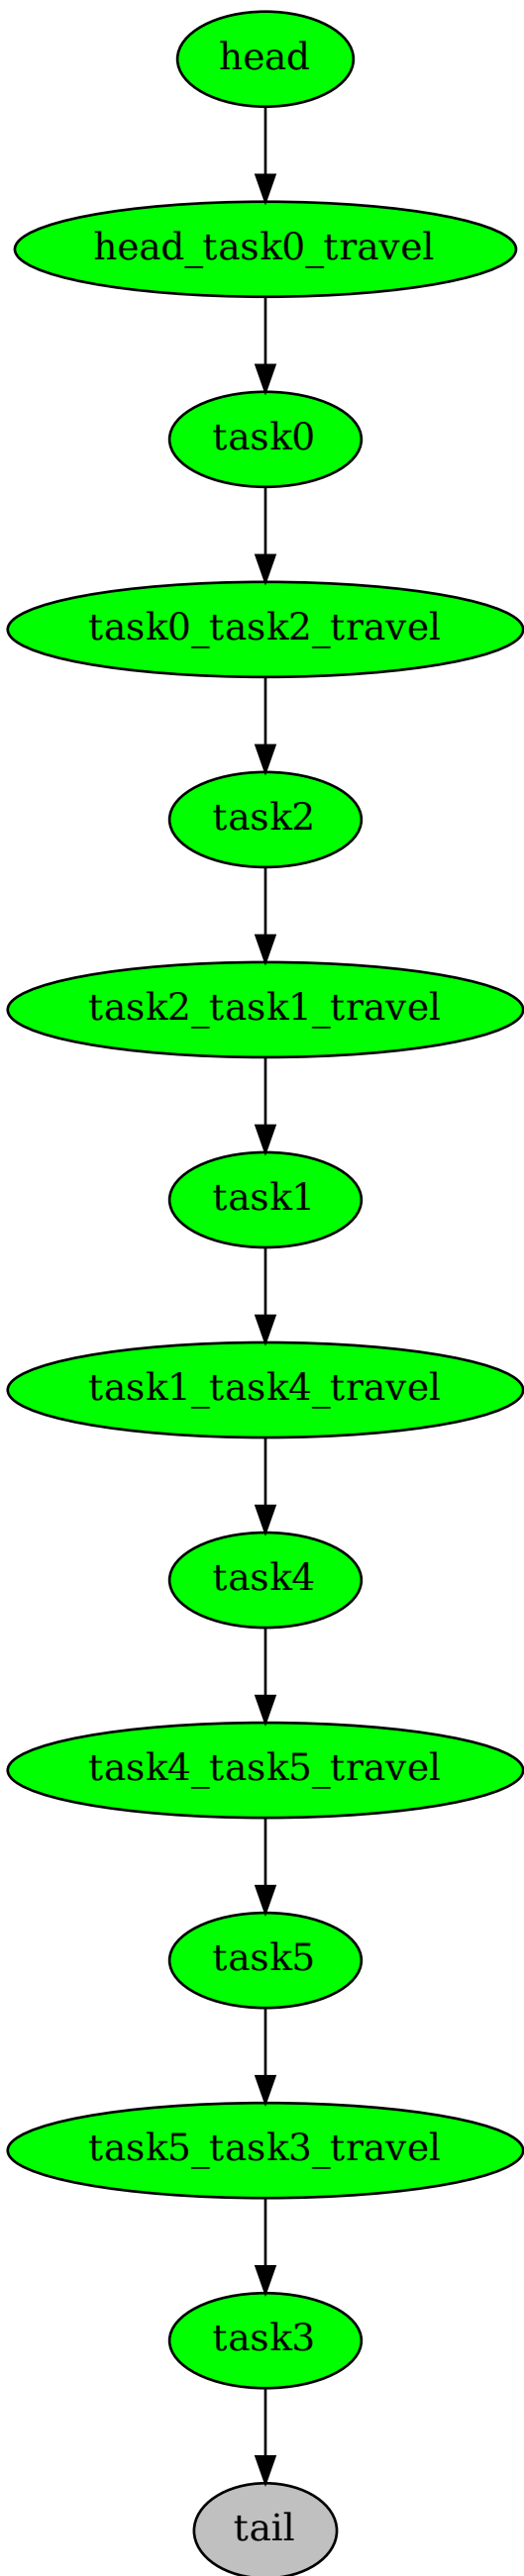 head
head_task0_travel
task0
task0_task2_travel
task2
task2_task1_travel
task1
task1_task4_travel
task4
task4_task5_travel
task5
task5_task3_travel
task3
tail